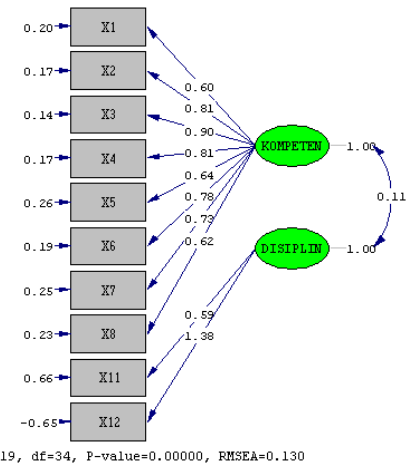 0.20 X1
0.17 X2
0.14 X3
0.17 X4
0.26 X5
0.19 X6
0.25 X7
0.23 X8
0.66 X11
-0.65 X12
0.60
0.81
0.90
0.81
0.64
0.78
0.73
0.62
0.59
1.38
KOMPETEN 1.00
DISIPLIN 1.00
0.11
19, df=34, P-value=0.00000, RMSEA=0.130